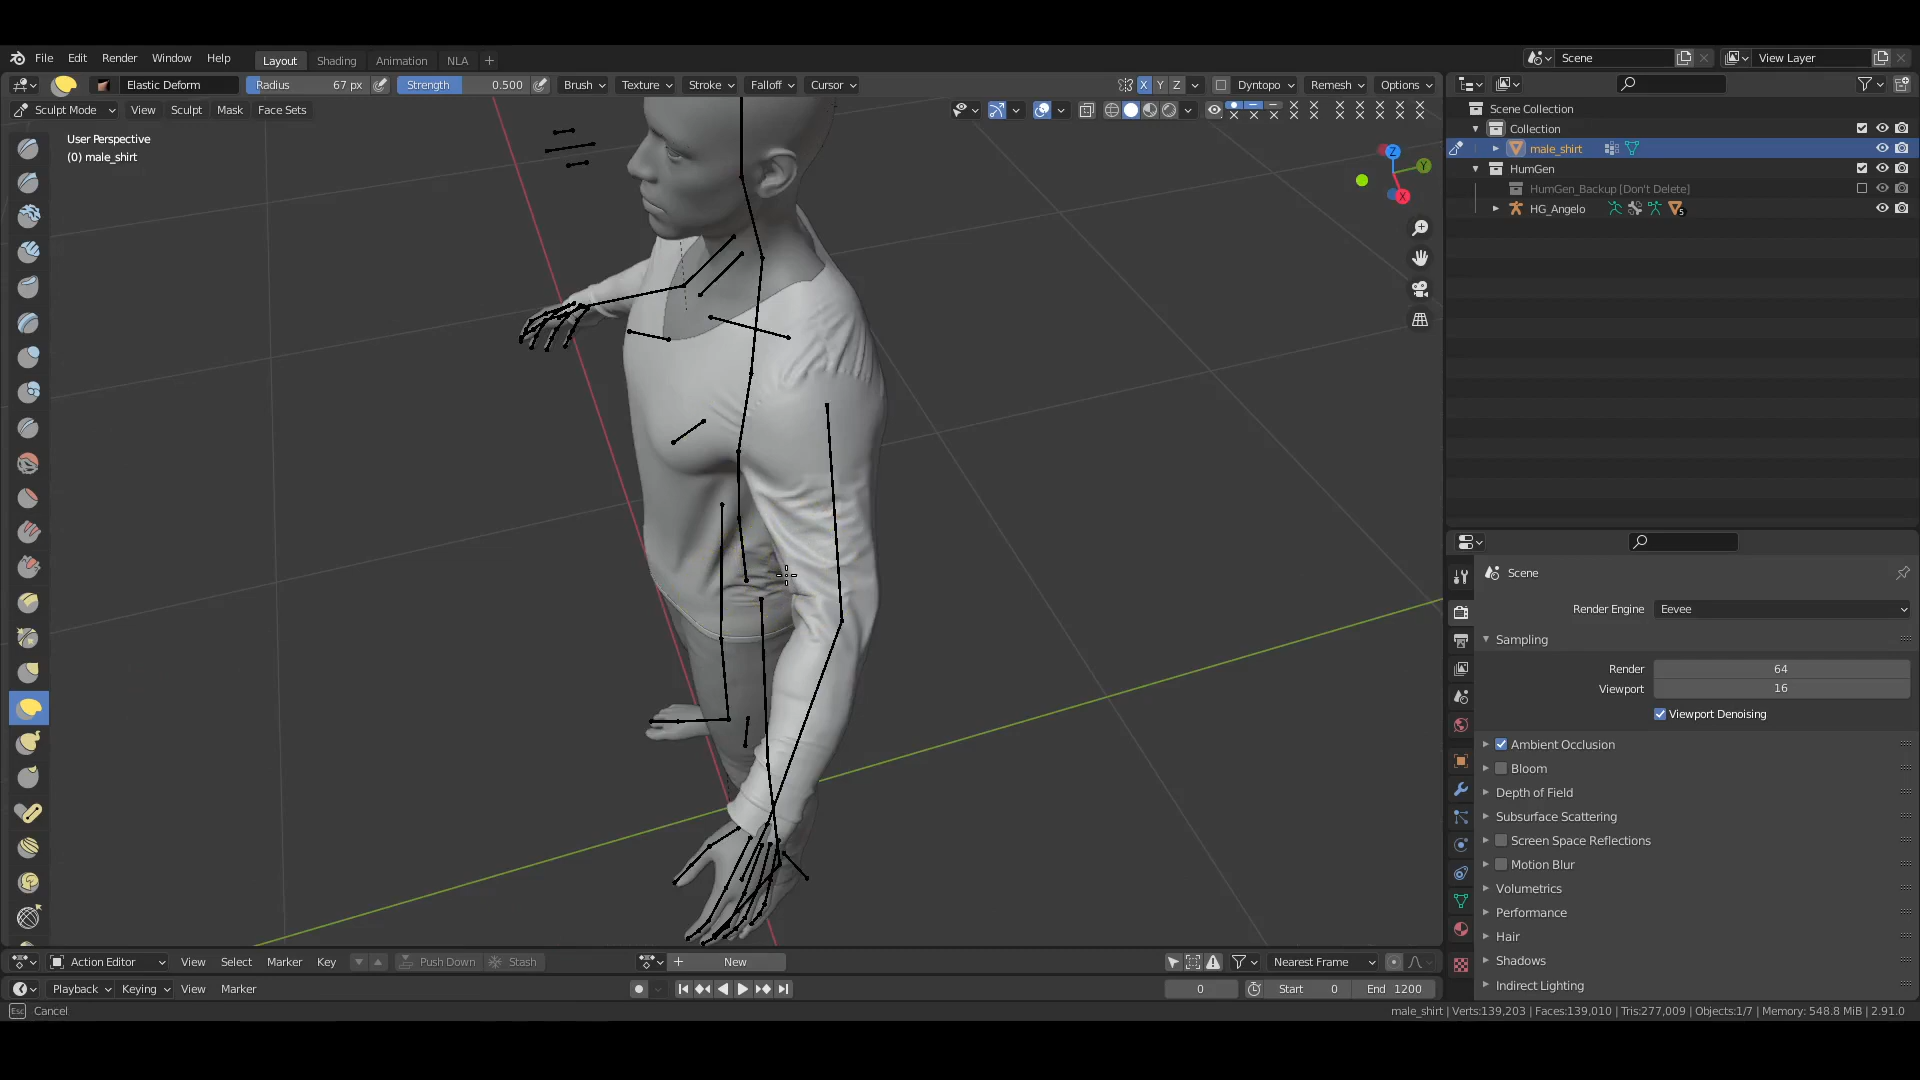 File Edit Render Window Help Layout Shading Animation NLA Scene View Layer
Elastic Deform Radius 67 px Strength 0.500 Brush Texture Stroke Falloff Cursor X Y Z Dyntopo Remesh Options
Sculpt Mode View Sculpt Mask Face Sets
User Perspective
(0) male_shirt
Z
Y
X
Scene Collection
Collection
male_shirt
HumGen
HumGen_Backup [Don't Delete]
HG_Angelo 5
Scene
Render Engine Eevee
Sampling
Render 64
Viewport 16
Viewport Denoising
Ambient Occlusion
Bloom
Depth of Field
Subsurface Scattering
Screen Space Reflections
Motion Blur
Volumetrics
Performance
Hair
Shadows
Indirect Lighting
Action Editor View Select Marker Key Push Down Stash New Nearest Frame
Playback Keying View Marker 0 Start 0 End 1200
Esc Cancel male_shirt | Verts:139,203 | Faces:139,010 | Tris:277,009 | Objects:1/7 | Memory: 548.8 MiB | 2.91.0